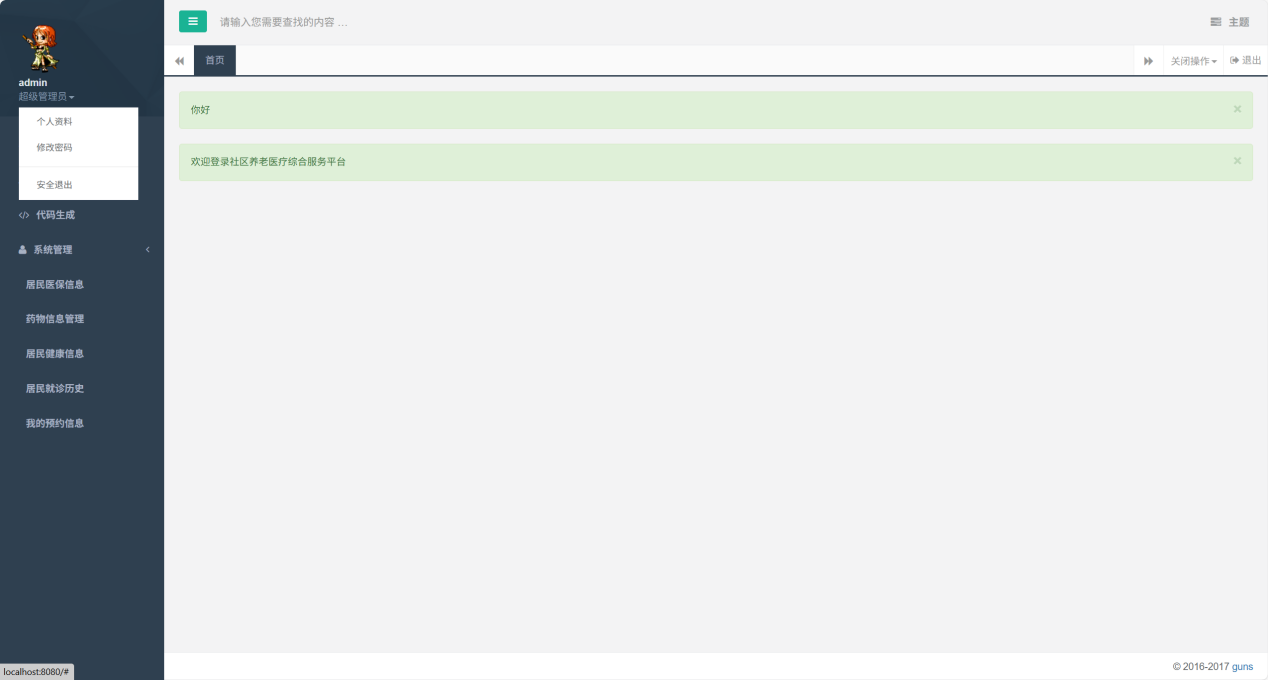 admin
超级管理员
个人资料
修改密码
安全退出
代码生成
系统管理
居民医保信息
药物信息管理
居民健康信息
居民就诊历史
我的预约信息
请输入您需要查找的内容 …
主题
首页
关闭操作
退出
你好
×
欢迎登录社区养老医疗综合服务平台
×
© 2016-2017 guns
localhost:8080/#